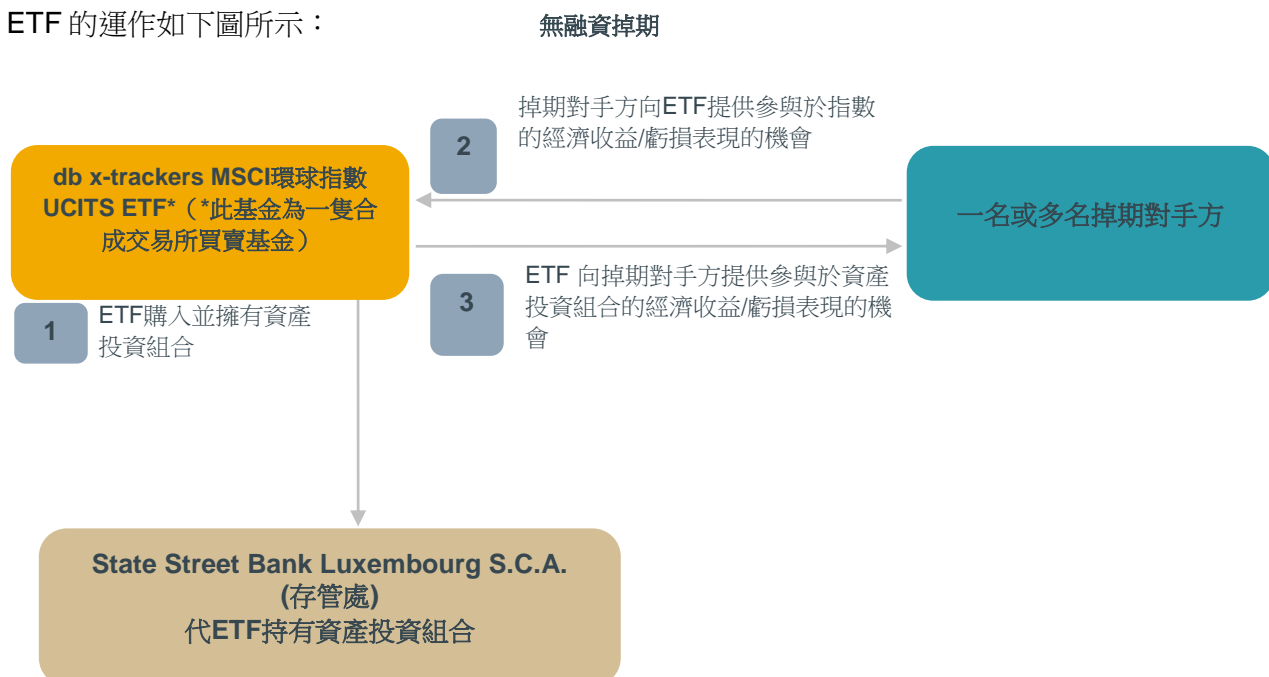 ETF 的運作如下圖所示：
無融資掉期
掉期對手方向ETF提供參與於指數
的經濟收益/虧損表現的機會
2
db x-trackers MSCI環球指數
UCITS ETF*（*此基金為一隻合
成交易所買賣基金）
一名或多名掉期對手方
ETF 向掉期對手方提供參與於資產
投資組合的經濟收益/虧損表現的機
會
3
1
ETF購入並擁有資產
投資組合
State Street Bank Luxembourg S.C.A.
(存管處)
代ETF持有資產投資組合